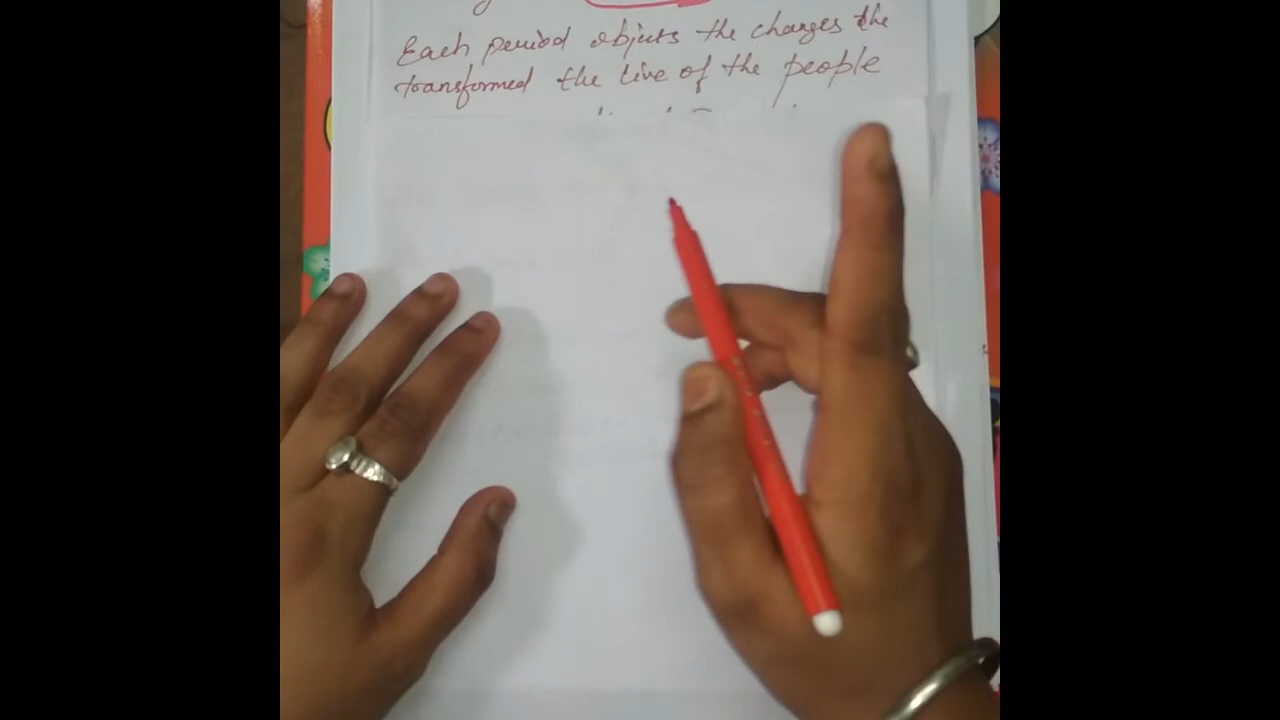 Each period objects the changes the
transformed the live of the people